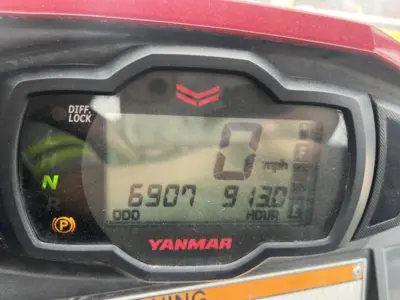 DIFF.
LOCK
0 mph
H
N
R
P
6907 913.0
ODO HOUR
YANMAR